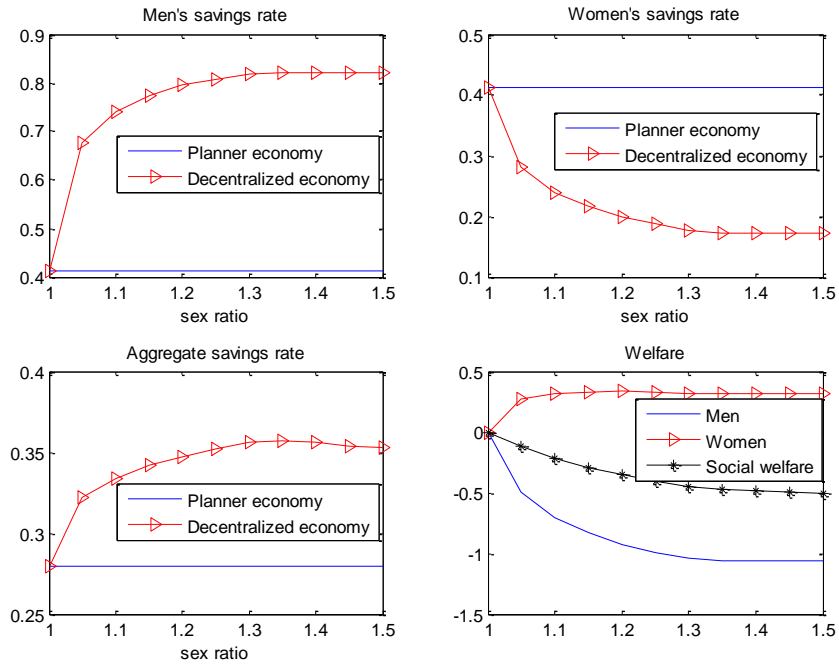 Men's savings rate
0.9
0.8
0.7
0.6
0.5
0.4
Planner economy
Decentralized economy
1 1.1 1.2 1.3 1.4 1.5
sex ratio
Women's savings rate
0.5
0.4
0.3
0.2
0.1
Planner economy
Decentralized economy
1 1.1 1.2 1.3 1.4 1.5
sex ratio
Aggregate savings rate
0.4
0.35
0.3
0.25
Planner economy
Decentralized economy
1 1.1 1.2 1.3 1.4 1.5
sex ratio
Welfare
0.5
0
-0.5
-1
-1.5
Men
Women
Social welfare
1 1.1 1.2 1.3 1.4 1.5
sex ratio